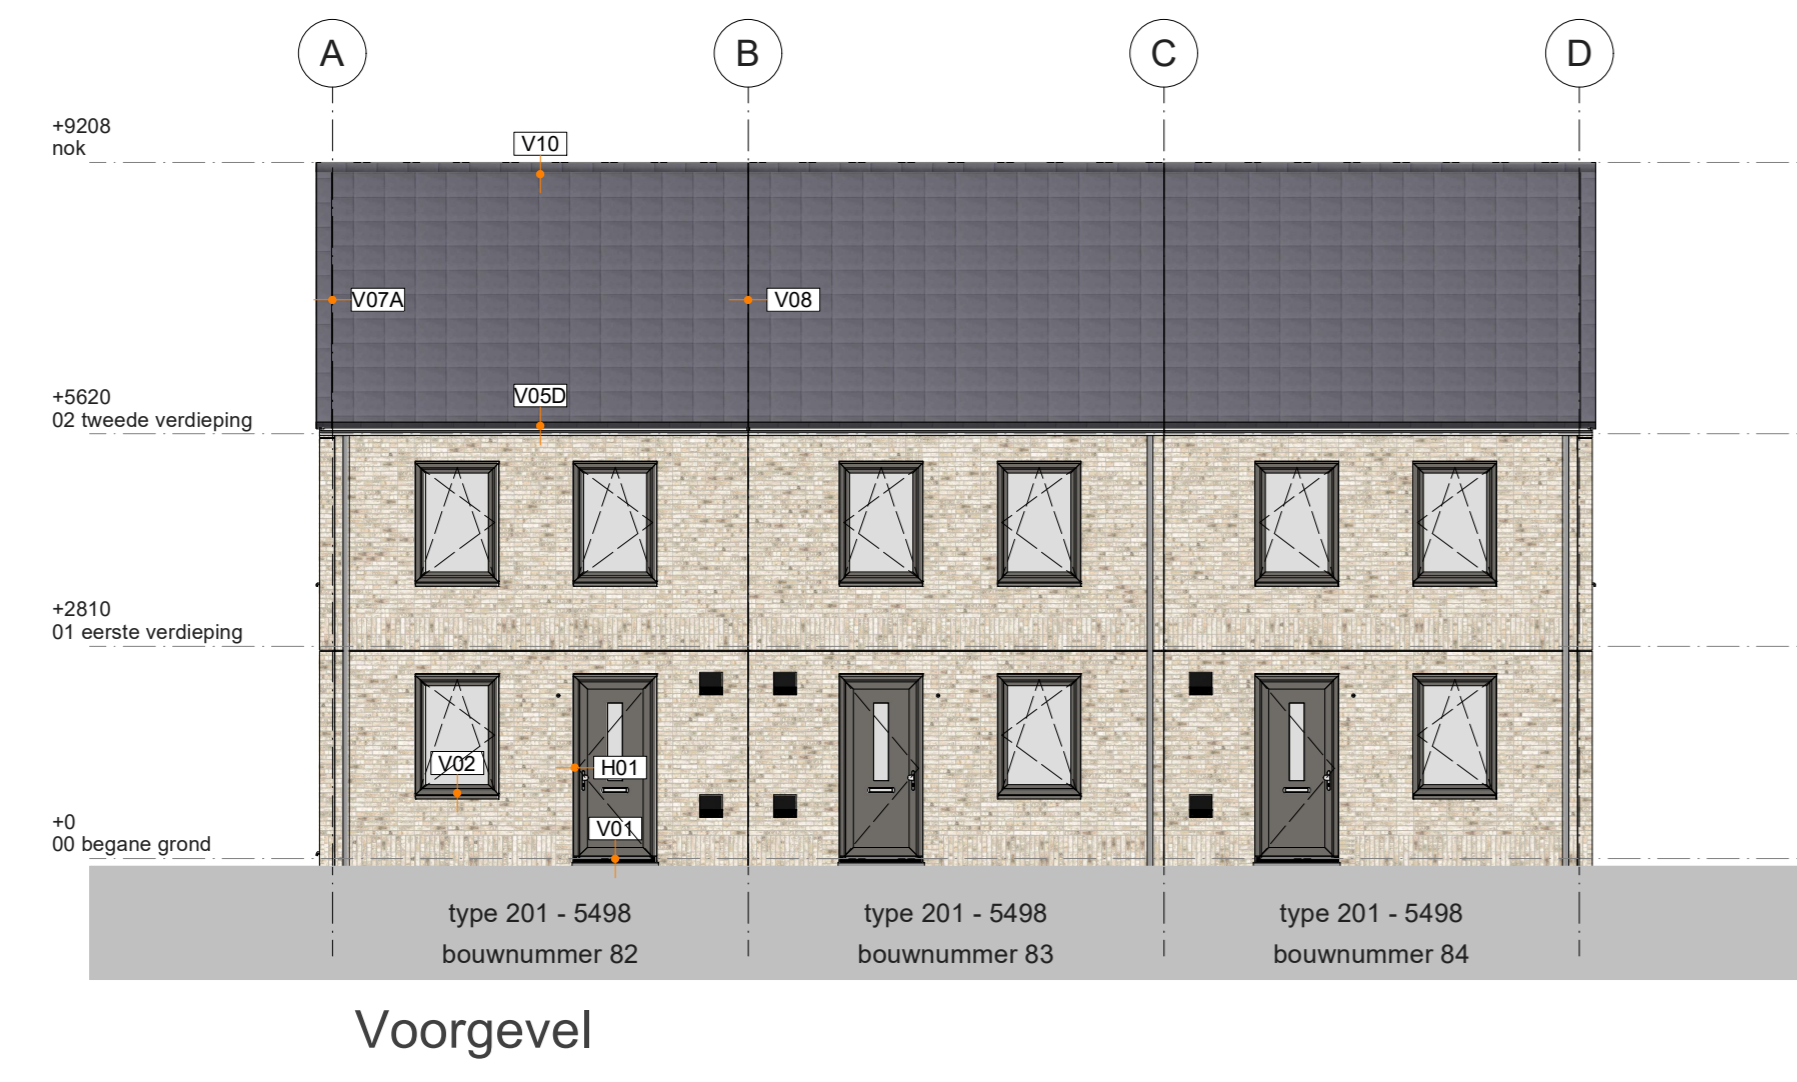 A
B
C
D
+9208
nok
V10
V07A
V08
+5620
02 tweede verdieping
V05D
+2810
01 eerste verdieping
V02
H01
+0
00 begane grond
V01
type 201 - 5498
bouwnummer 82
type 201 - 5498
bouwnummer 83
type 201 - 5498
bouwnummer 84
Voorgevel